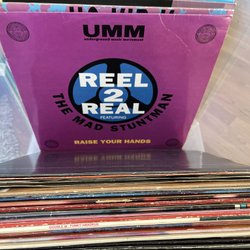 UMM
underground music movement
REEL
2
REAL
FEATURING
THE MAD STUNTMAN
RAISE YOUR HANDS